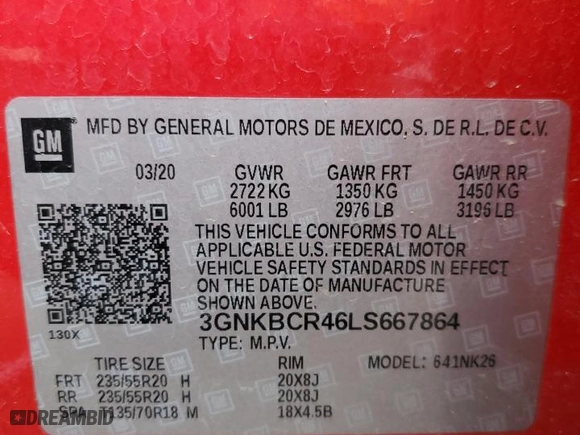 GM MFD BY GENERAL MOTORS DE MEXICO, S. DE R.L. DE C.V.
03/20 GVWR GAWR FRT GAWR RR
2722 KG 1350 KG 1450 KG
6001 LB 2976 LB 3196 LB
THIS VEHICLE CONFORMS TO ALL
APPLICABLE U.S. FEDERAL MOTOR
VEHICLE SAFETY STANDARDS IN EFFECT
ON THE DATE OF MANUFACTURE
SHOWN ABOVE.
130X 3GNKBCR46LS667864
TYPE: M.P.V.
TIRE SIZE RIM MODEL: 641NK26
FRT 235/55R20 H 20X8J
RR 235/55R20 H 20X8J
SPA T135/70R18 M 18X4.5B
DREAMBID